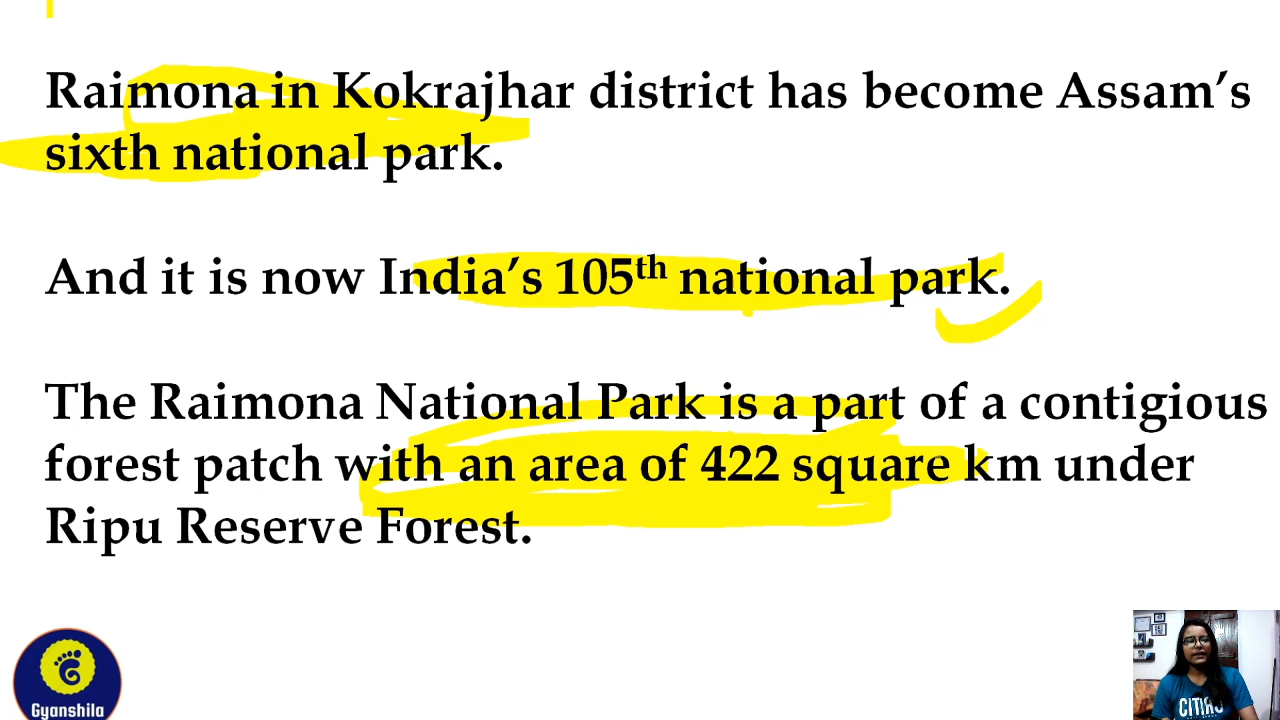 Raimona in Kokrajhar district has become Assam’s
sixth national park.
And it is now India’s 105th national park.
The Raimona National Park is a part of a contigious
forest patch with an area of 422 square km under
Ripu Reserve Forest.
Gyanshila